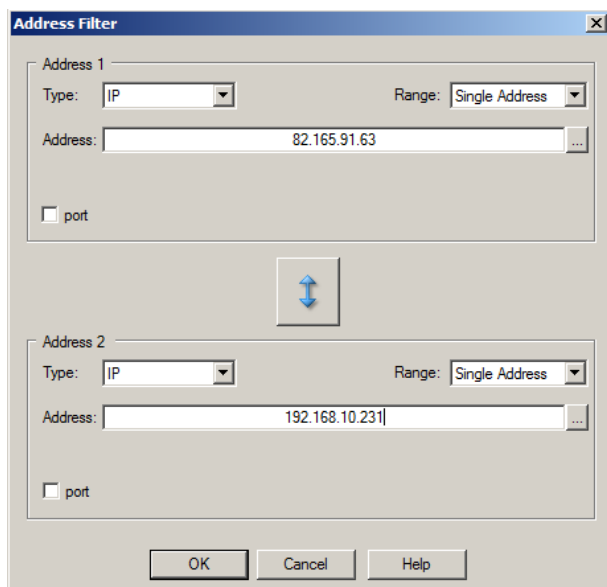 Address Filter
Address 1
Type: IP Range: Single Address
Address: 82.165.91.63 ...
port
Address 2
Type: IP Range: Single Address
Address: 192.168.10.231 ...
port
OK Cancel Help